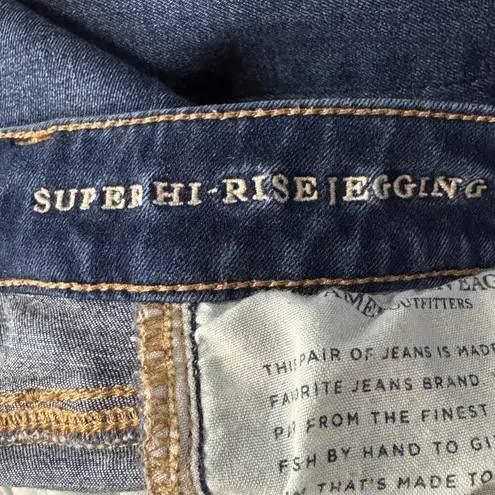 SUPER HI-RISE JEGGING
OUTFITTERS
PAIR OF JEANS IS MADE
JEANS BRAND
FROM THE FINEST
BY HAND TO
THAT'S MADE TO